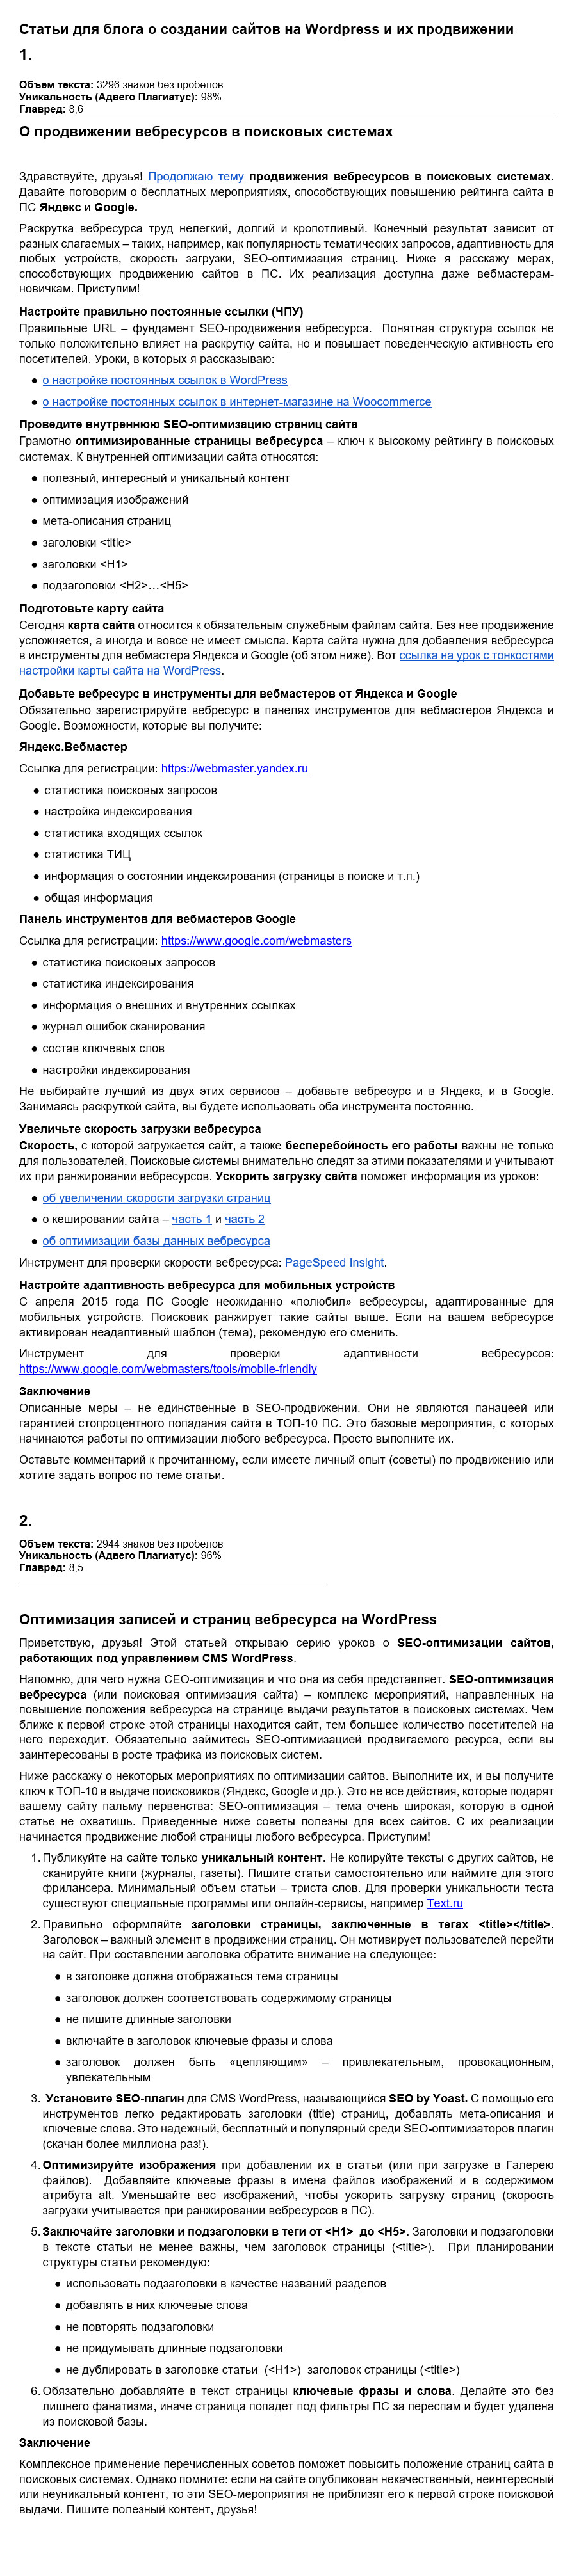 Статьи для блога о создании сайтов на Wordpress и их продвижении
1.
Объем текста: 3296 знаков без пробелов
Уникальность (Адвего Плагиатус): 98%
Главред: 8,6
О продвижении вебресурсов в поисковых системах
Здравствуйте, друзья! Продолжаю тему продвижения вебресурсов в поисковых системах.
Давайте поговорим о бесплатных мероприятиях, способствующих повышению рейтинга сайта в
ПС Яндекс и Google.
Раскрутка вебресурса труд нелегкий, долгий и кропотливый. Конечный результат зависит от
разных слагаемых – таких, например, как популярность тематических запросов, адаптивность для
любых устройств, скорость загрузки, SEO-оптимизация страниц. Ниже я расскажу мерах,
способствующих продвижению сайтов в ПС. Их реализация доступна даже вебмастерам-
новичкам. Приступим!
Настройте правильно постоянные ссылки (ЧПУ)
Правильные URL – фундамент SEO-продвижения вебресурса.  Понятная структура ссылок не
только положительно влияет на раскрутку сайта, но и повышает поведенческую активность его
посетителей. Уроки, в которых я рассказываю:
● о настройке постоянных ссылок в WordPress
● о настройке постоянных ссылок в интернет-магазине на Woocommerce
Проведите внутреннюю SEO-оптимизацию страниц сайта
Грамотно оптимизированные страницы вебресурса – ключ к высокому рейтингу в поисковых
системах. К внутренней оптимизации сайта относятся:
● полезный, интересный и уникальный контент
● оптимизация изображений
● мета-описания страниц
● заголовки <title>
● заголовки <H1>
● подзаголовки <H2>…<H5>
Подготовьте карту сайта
Сегодня карта сайта относится к обязательным служебным файлам сайта. Без нее продвижение
усложняется, а иногда и вовсе не имеет смысла. Карта сайта нужна для добавления вебресурса
в инструменты для вебмастера Яндекса и Google (об этом ниже). Вот ссылка на урок с тонкостями
настройки карты сайта на WordPress.
Добавьте вебресурс в инструменты для вебмастеров от Яндекса и Google
Обязательно зарегистрируйте вебресурс в панелях инструментов для вебмастеров Яндекса и
Google. Возможности, которые вы получите:
Яндекс.Вебмастер
Ссылка для регистрации: https://webmaster.yandex.ru
● статистика поисковых запросов
● настройка индексирования
● статистика входящих ссылок
● статистика ТИЦ
● информация о состоянии индексирования (страницы в поиске и т.п.)
● общая информация
Панель инструментов для вебмастеров Google
Ссылка для регистрации: https://www.google.com/webmasters
● статистика поисковых запросов
● статистика индексирования
● информация о внешних и внутренних ссылках
● журнал ошибок сканирования
● состав ключевых слов
● настройки индексирования
Не выбирайте лучший из двух этих сервисов – добавьте вебресурс и в Яндекс, и в Google.
Занимаясь раскруткой сайта, вы будете использовать оба инструмента постоянно.
Увеличьте скорость загрузки вебресурса
Скорость, с которой загружается сайт, а также бесперебойность его работы важны не только
для пользователей. Поисковые системы внимательно следят за этими показателями и учитывают
их при ранжировании вебресурсов. Ускорить загрузку сайта поможет информация из уроков:
● об увеличении скорости загрузки страниц
● о кешировании сайта – часть 1 и часть 2
● об оптимизации базы данных вебресурса
Инструмент для проверки скорости вебресурса: PageSpeed Insight.
Настройте адаптивность вебресурса для мобильных устройств
С апреля 2015 года ПС Google неожиданно «полюбил» вебресурсы, адаптированные для
мобильных устройств. Поисковик ранжирует такие сайты выше. Если на вашем вебресурсе
активирован неадаптивный шаблон (тема), рекомендую его сменить.
Инструмент для проверки адаптивности вебресурсов:
https://www.google.com/webmasters/tools/mobile-friendly
Заключение
Описанные меры – не единственные в SEO-продвижении. Они не являются панацеей или
гарантией стопроцентного попадания сайта в ТОП-10 ПС. Это базовые мероприятия, с которых
начинаются работы по оптимизации любого вебресурса. Просто выполните их.
Оставьте комментарий к прочитанному, если имеете личный опыт (советы) по продвижению или
хотите задать вопрос по теме статьи.
2.
Объем текста: 2944 знаков без пробелов
Уникальность (Адвего Плагиатус): 96%
Главред: 8,5
Оптимизация записей и страниц вебресурса на WordPress
Приветствую, друзья! Этой статьей открываю серию уроков о SEO-оптимизации сайтов,
работающих под управлением CMS WordPress.
Напомню, для чего нужна СЕО-оптимизация и что она из себя представляет. SEO-оптимизация
вебресурса (или поисковая оптимизация сайта) – комплекс мероприятий, направленных на
повышение положения вебресурса на странице выдачи результатов в поисковых системах. Чем
ближе к первой строке этой страницы находится сайт, тем большее количество посетителей на
него переходит. Обязательно займитесь SEO-оптимизацией продвигаемого ресурса, если вы
заинтересованы в росте трафика из поисковых систем.
Ниже расскажу о некоторых мероприятиях по оптимизации сайтов. Выполните их, и вы получите
ключ к ТОП-10 в выдаче поисковиков (Яндекс, Google и др.). Это не все действия, которые подарят
вашему сайту пальму первенства: SEO-оптимизация – тема очень широкая, которую в одной
статье не охватишь. Приведенные ниже советы полезны для всех сайтов. С их реализации
начинается продвижение любой страницы любого вебресурса. Приступим!
1. Публикуйте на сайте только уникальный контент. Не копируйте тексты с других сайтов, не
сканируйте книги (журналы, газеты). Пишите статьи самостоятельно или наймите для этого
фрилансера. Минимальный объем статьи – триста слов. Для проверки уникальности теста
существуют специальные программы или онлайн-сервисы, например Text.ru
2. Правильно оформляйте заголовки страницы, заключенные в тегах <title></title>.
Заголовок – важный элемент в продвижении страниц. Он мотивирует пользователей перейти
на сайт. При составлении заголовка обратите внимание на следующее:
● в заголовке должна отображаться тема страницы
● заголовок должен соответствовать содержимому страницы
● не пишите длинные заголовки
● включайте в заголовок ключевые фразы и слова
● заголовок должен быть «цепляющим» – привлекательным, провокационным,
увлекательным
3. Установите SEO-плагин для CMS WordPress, называющийся SEO by Yoast. С помощью его
инструментов легко редактировать заголовки (title) страниц, добавлять мета-описания и
ключевые слова. Это надежный, бесплатный и популярный среди SEO-оптимизаторов плагин
(скачан более миллиона раз!).
4. Оптимизируйте изображения при добавлении их в статьи (или при загрузке в Галерею
файлов).  Добавляйте ключевые фразы в имена файлов изображений и в содержимом
атрибута alt. Уменьшайте вес изображений, чтобы ускорить загрузку страниц (скорость
загрузки учитывается при ранжировании вебресурсов в ПС).
5. Заключайте заголовки и подзаголовки в теги от <H1>  до <H5>. Заголовки и подзаголовки
в тексте статьи не менее важны, чем заголовок страницы (<title>).  При планировании
структуры статьи рекомендую:
● использовать подзаголовки в качестве названий разделов
● добавлять в них ключевые слова
● не повторять подзаголовки
● не придумывать длинные подзаголовки
● не дублировать в заголовке статьи  (<H1>)  заголовок страницы (<title>)
6. Обязательно добавляйте в текст страницы ключевые фразы и слова. Делайте это без
лишнего фанатизма, иначе страница попадет под фильтры ПС за переспам и будет удалена
из поисковой базы.
Заключение
Комплексное применение перечисленных советов поможет повысить положение страниц сайта в
поисковых системах. Однако помните: если на сайте опубликован некачественный, неинтересный
или неуникальный контент, то эти SEO-мероприятия не приблизят его к первой строке поисковой
выдачи. Пишите полезный контент, друзья!